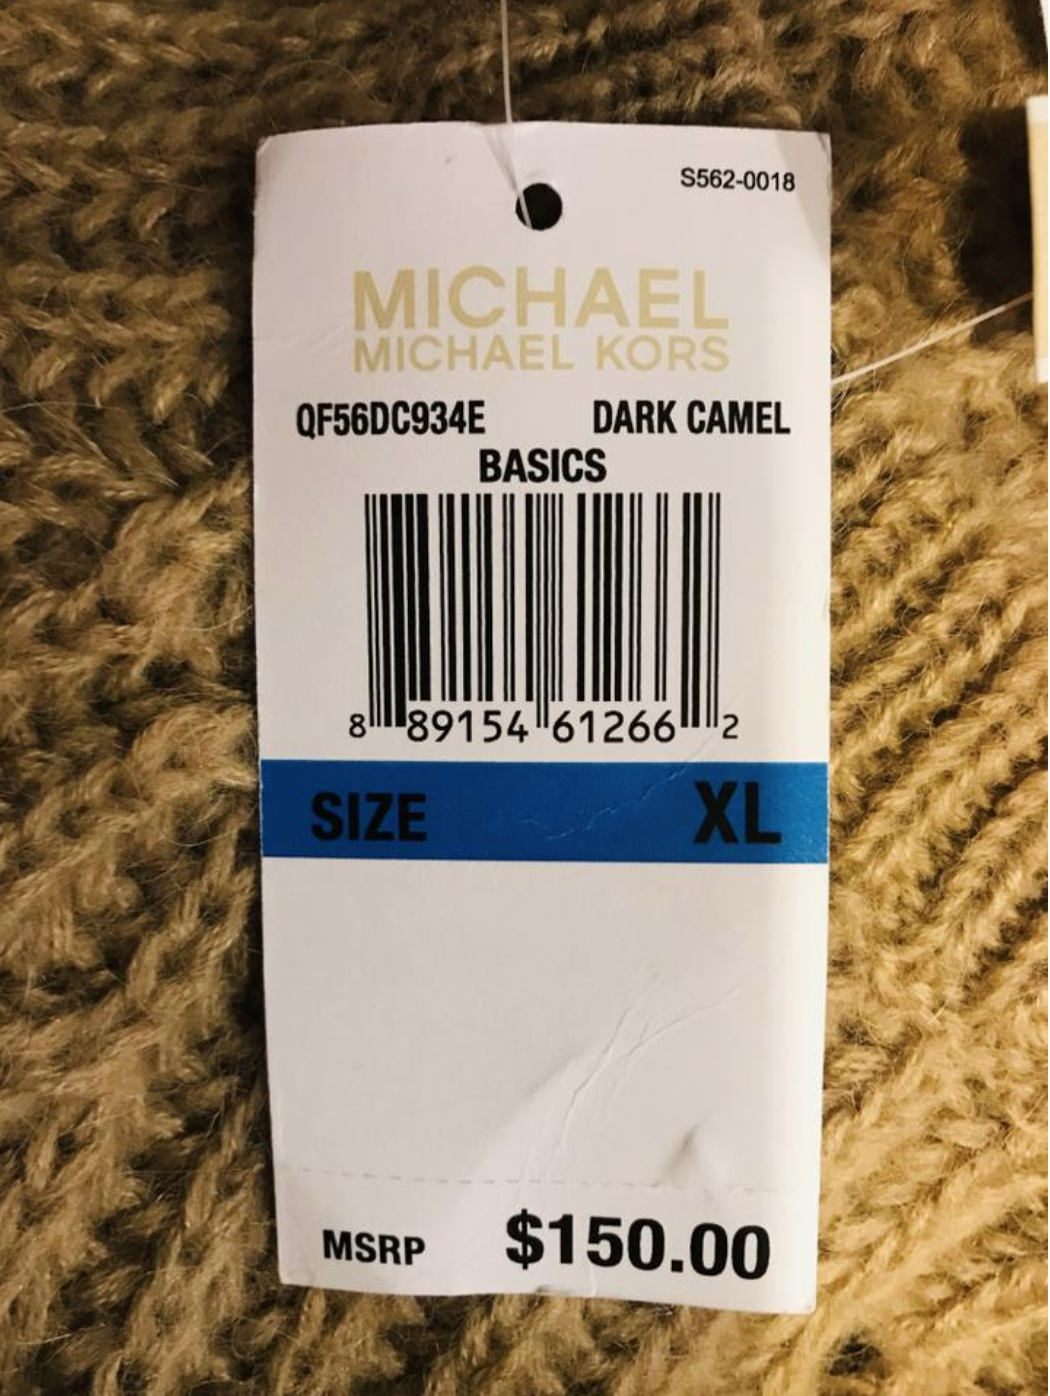 S562-0018
MICHAEL
MICHAEL KORS
QF56DC934E DARK CAMEL
BASICS
8 89154 61266 2
SIZE XL
MSRP $150.00